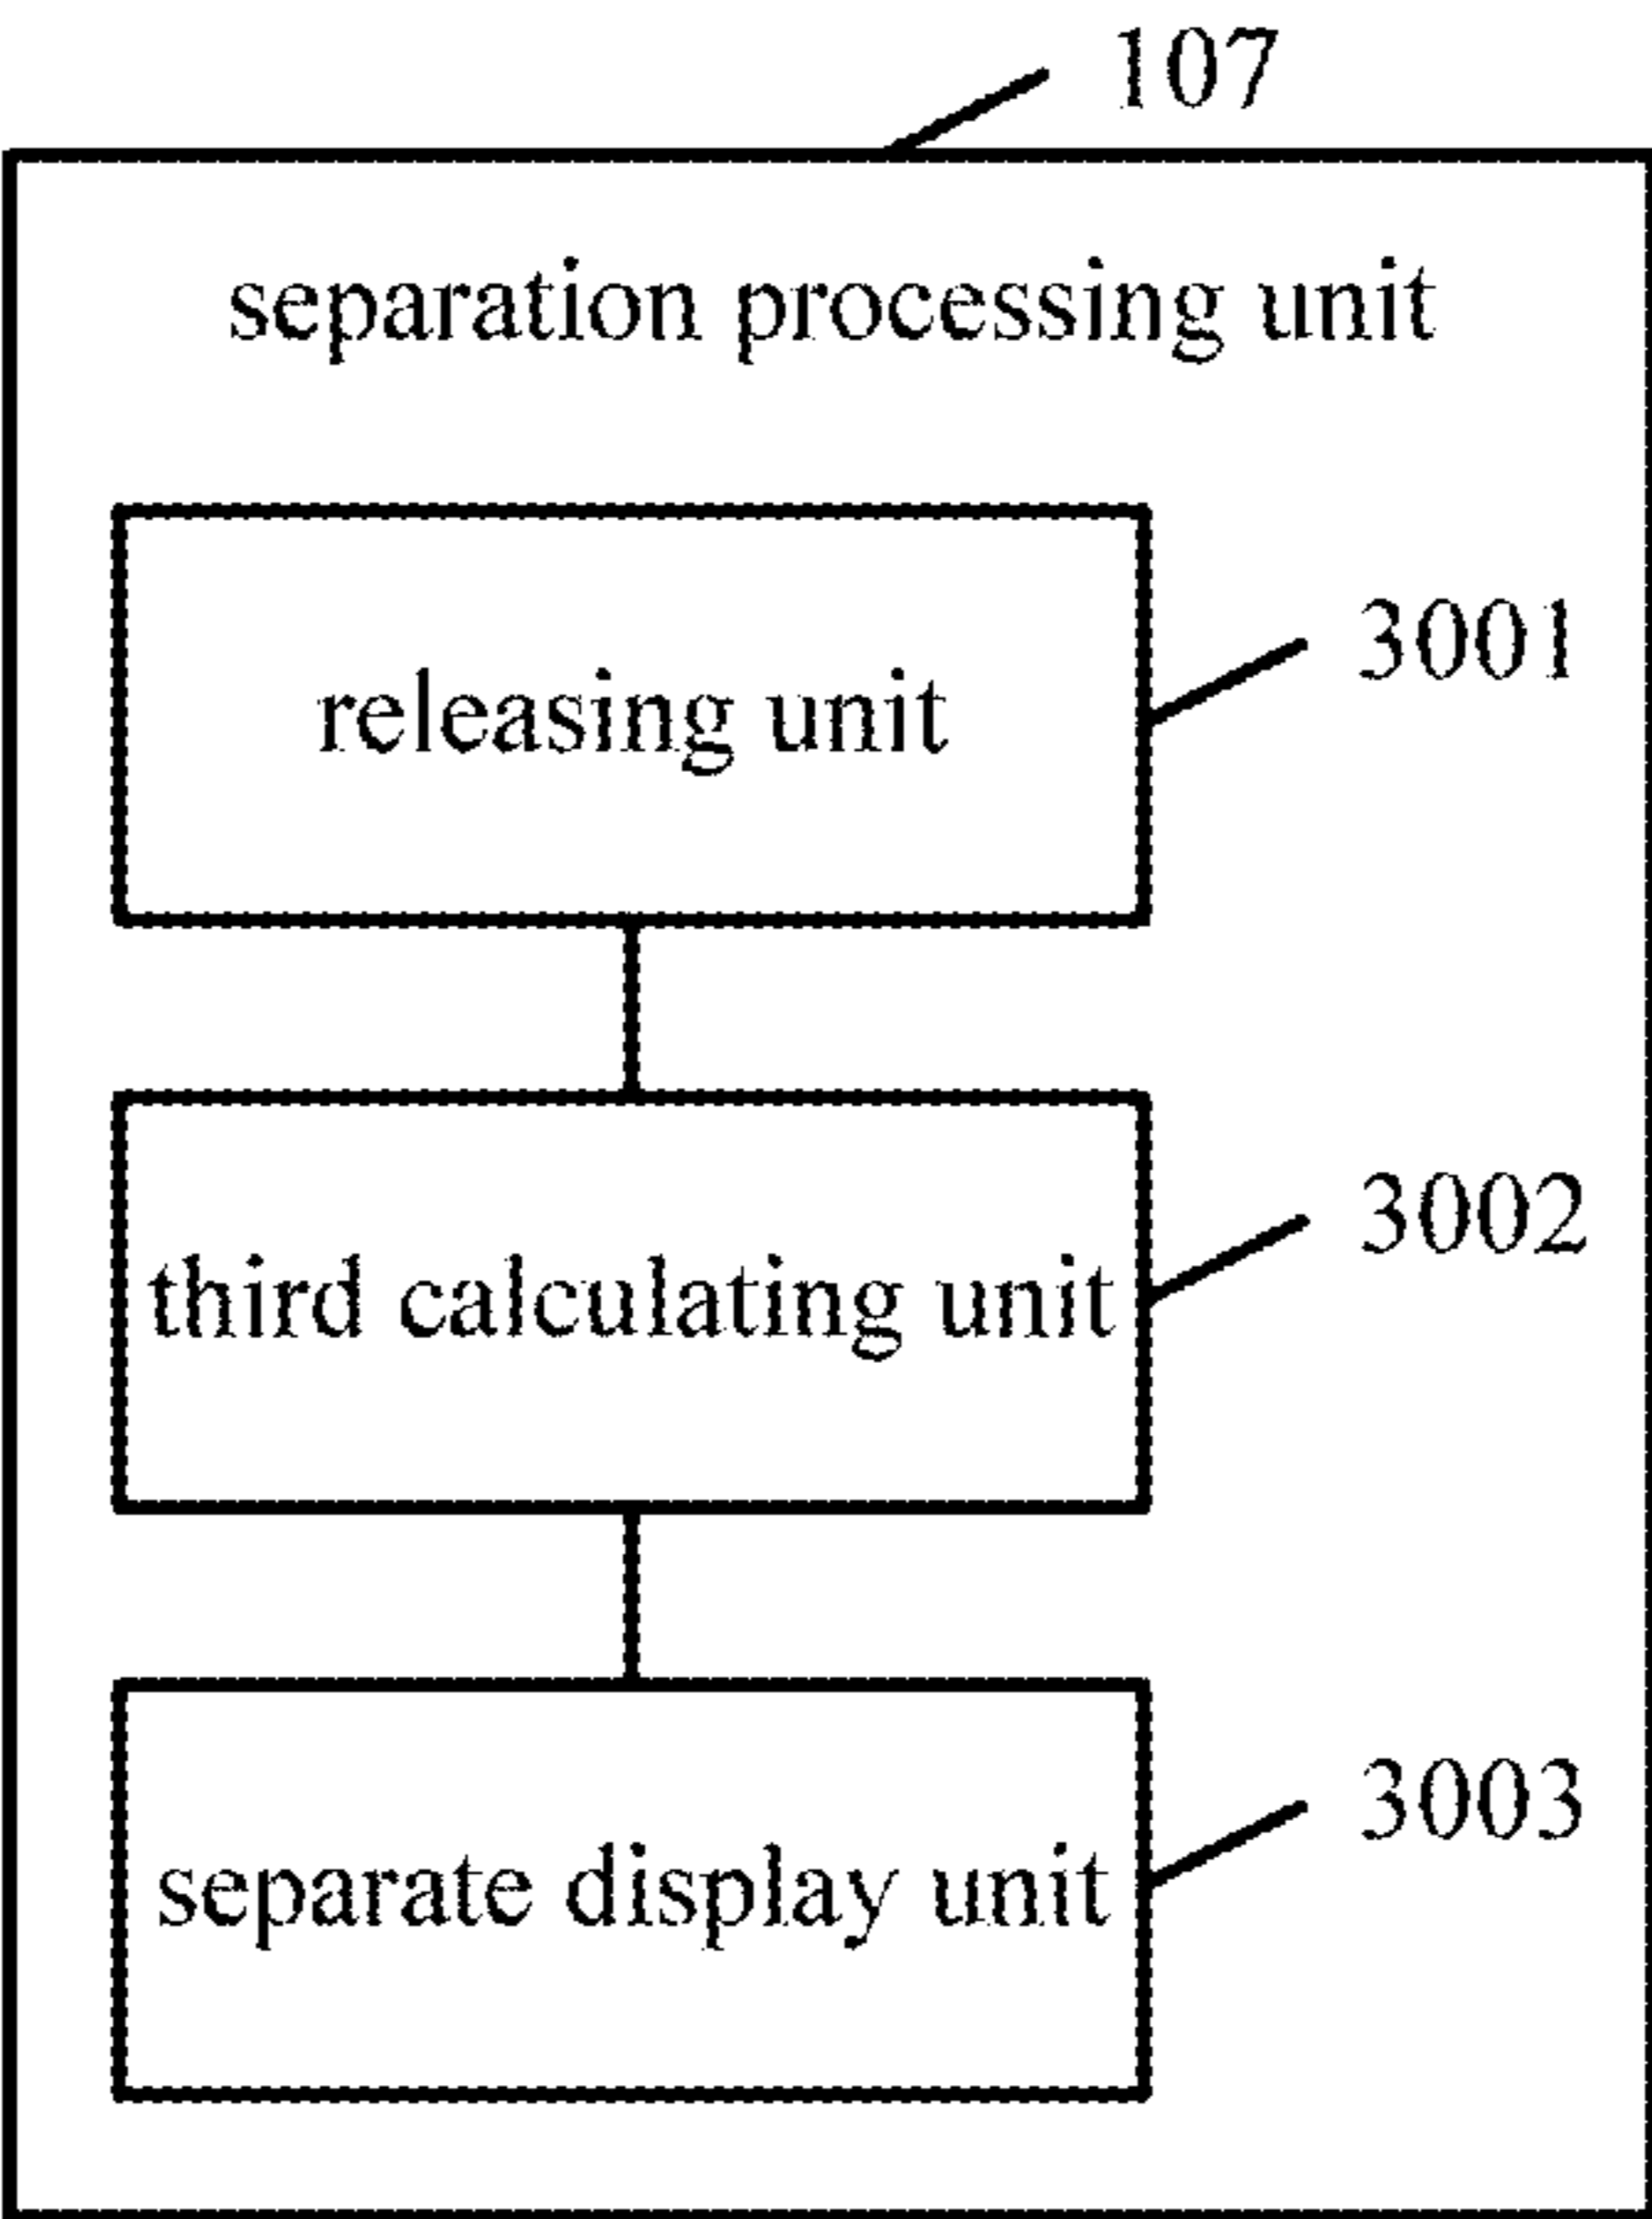 107
separation processing unit
releasing unit
3001
third calculating unit
3002
separate display unit
3003